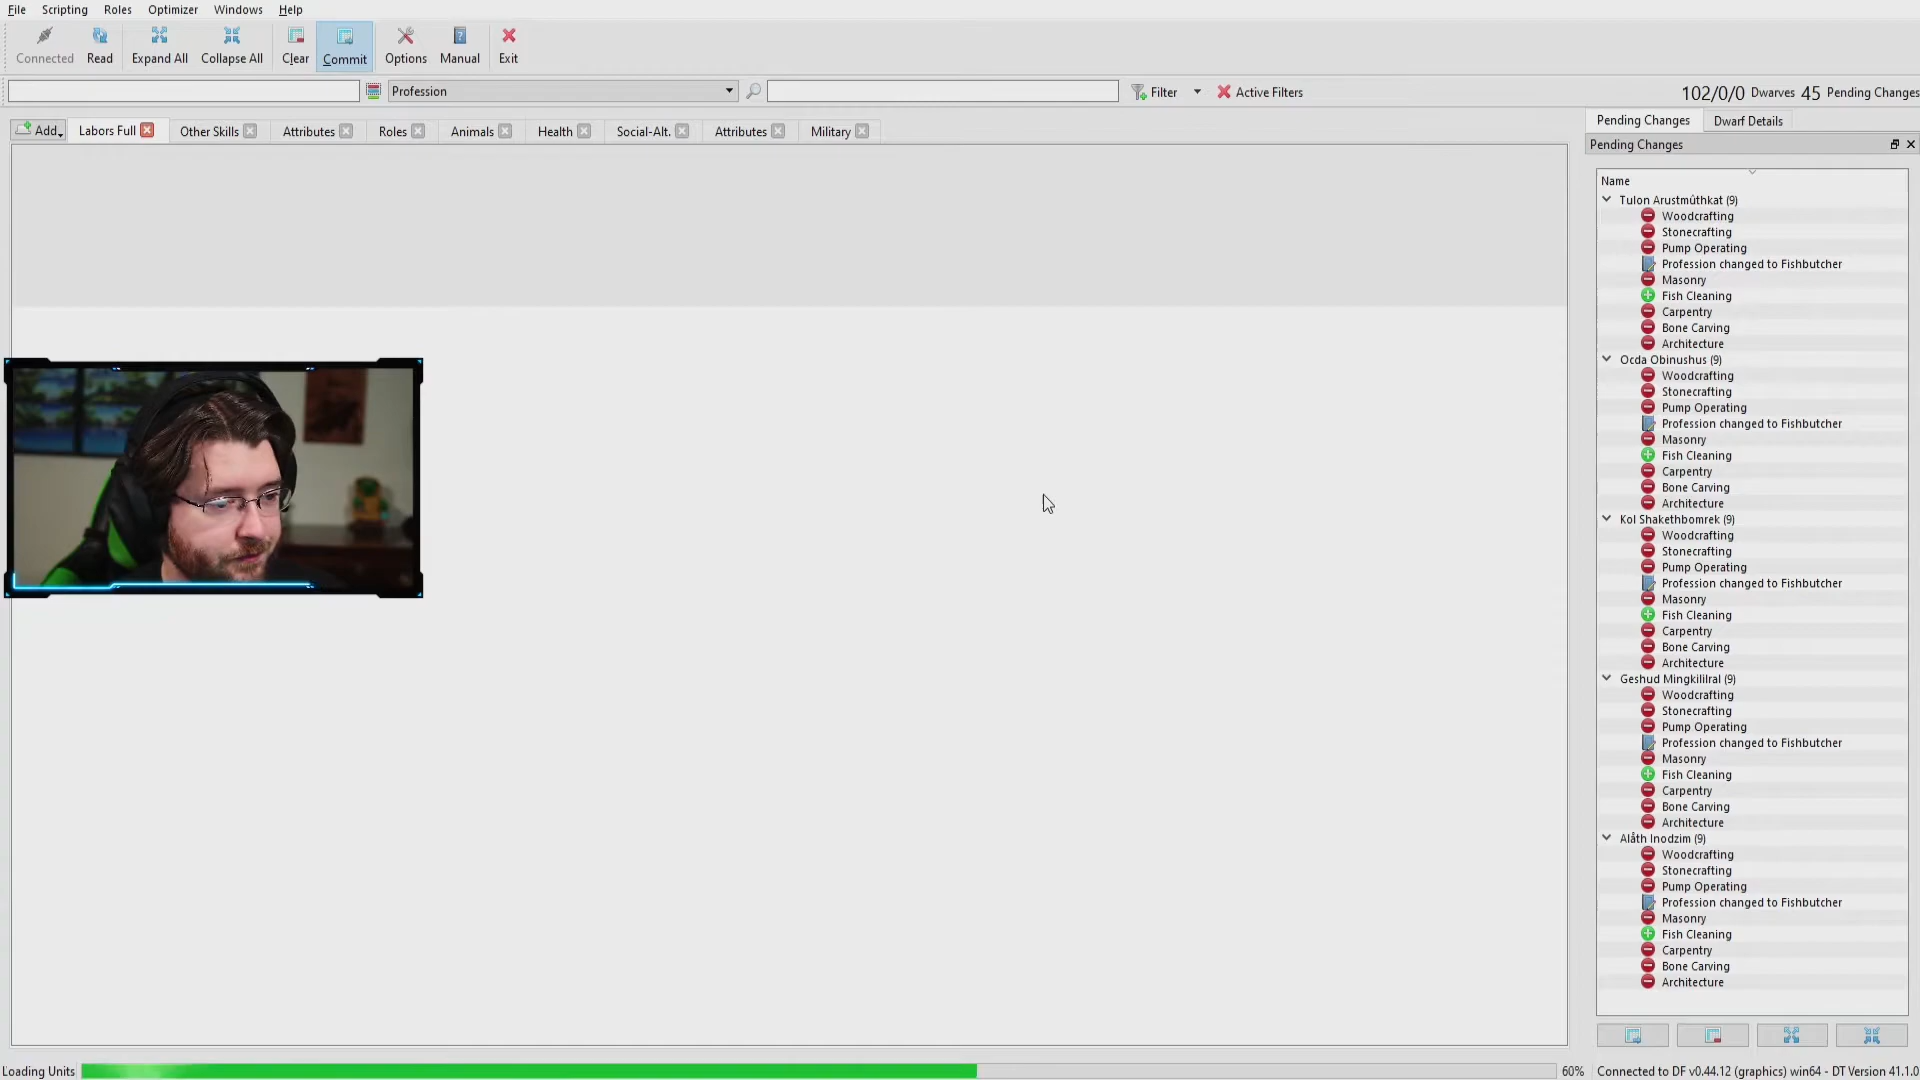 File Scripting Roles Optimizer Windows Help
Connected Read Expand All Collapse All Clear Commit Options Manual Exit
Profession Filter Active Filters 102/0/0 Dwarves 45 Pending Changes
Add Labors Full Other Skills Attributes Roles Animals Health Social-Alt. Attributes Military
Pending Changes Dwarf Details
Pending Changes
Name
Tulon Arustmûthkat (9)
Woodcrafting
Stonecrafting
Pump Operating
Profession changed to Fishbutcher
Masonry
Fish Cleaning
Carpentry
Bone Carving
Architecture
Ocda Obinushus (9)
Woodcrafting
Stonecrafting
Pump Operating
Profession changed to Fishbutcher
Masonry
Fish Cleaning
Carpentry
Bone Carving
Architecture
Kol Shakethbomrek (9)
Woodcrafting
Stonecrafting
Pump Operating
Profession changed to Fishbutcher
Masonry
Fish Cleaning
Carpentry
Bone Carving
Architecture
Geshud Mingkililral (9)
Woodcrafting
Stonecrafting
Pump Operating
Profession changed to Fishbutcher
Masonry
Fish Cleaning
Carpentry
Bone Carving
Architecture
Alåth Inodzim (9)
Woodcrafting
Stonecrafting
Pump Operating
Profession changed to Fishbutcher
Masonry
Fish Cleaning
Carpentry
Bone Carving
Architecture
Loading Units 60% Connected to DF v0.44.12 (graphics) win64 - DT Version 41.1.0